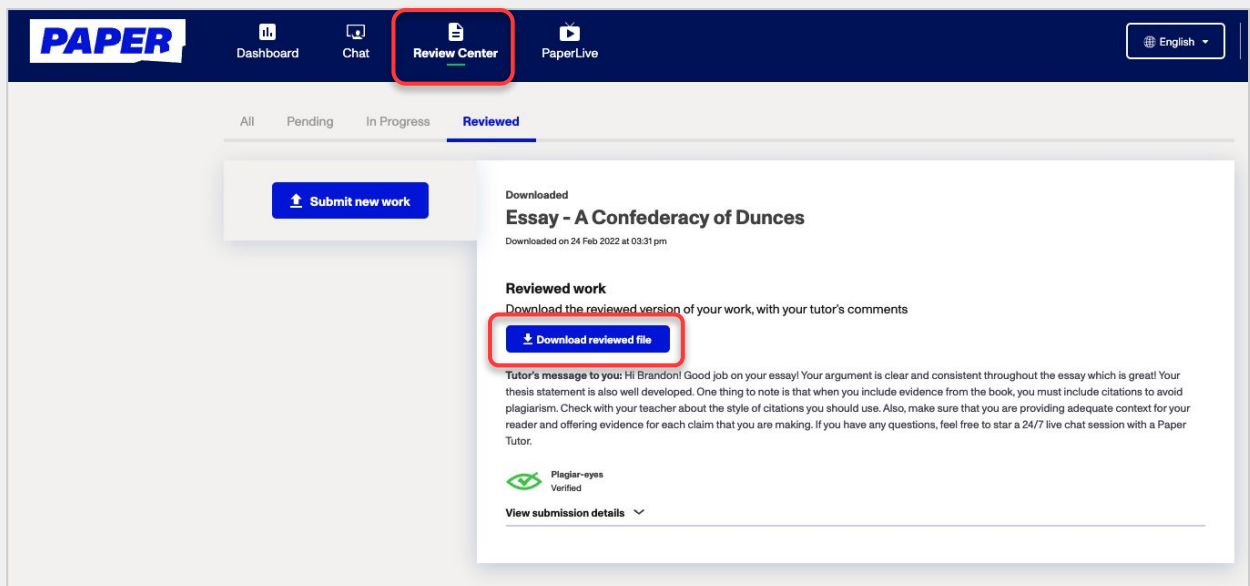 PAPER
Dashboard
Chat
Review Center
PaperLive
English
All
Pending
In Progress
Reviewed
Submit new work
Downloaded
Essay - A Confederacy of Dunces
Downloaded on 24 Feb 2022 at 03:31 pm
Reviewed work
Download the reviewed version of your work, with your tutor's comments
Download reviewed file
Tutor's message to you: Hi Brandon! Good job on your essay! Your argument is clear and consistent throughout the essay which is great! Your
thesis statement is also well developed. One thing to note is that when you include evidence from the book, you must include citations to avoid
plagiarism. Check with your teacher about the style of citations you should use. Also, make sure that you are providing adequate context for your
reader and offering evidence for each claim that you are making. If you have any questions, feel free to star a 24/7 live chat session with a Paper
Tutor.
Plagiar-eyes
Verified
View submission details